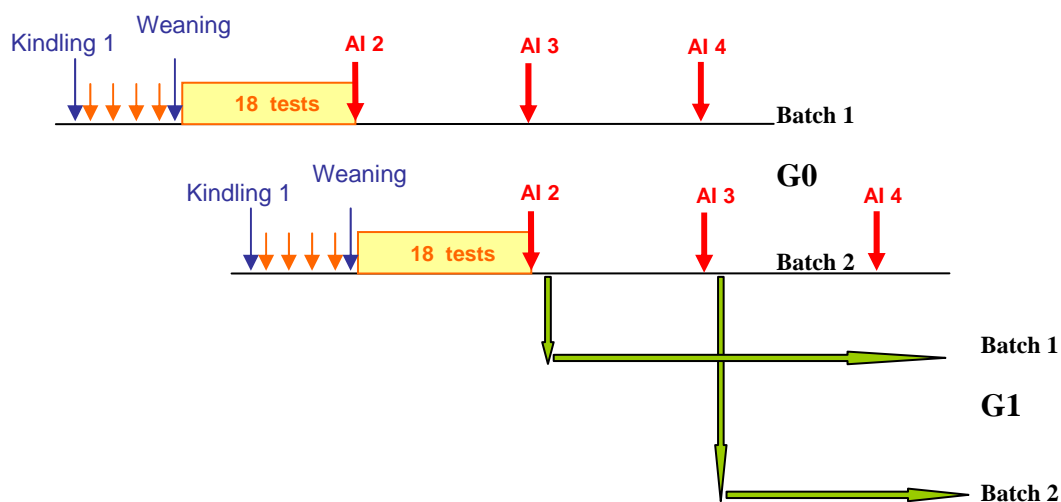 Kindling 1
Weaning
AI 2
AI 3
AI 4
18 tests
Batch 1
G0
Kindling 1
Weaning
AI 2
AI 3
AI 4
18 tests
Batch 2
Batch 1
G1
Batch 2